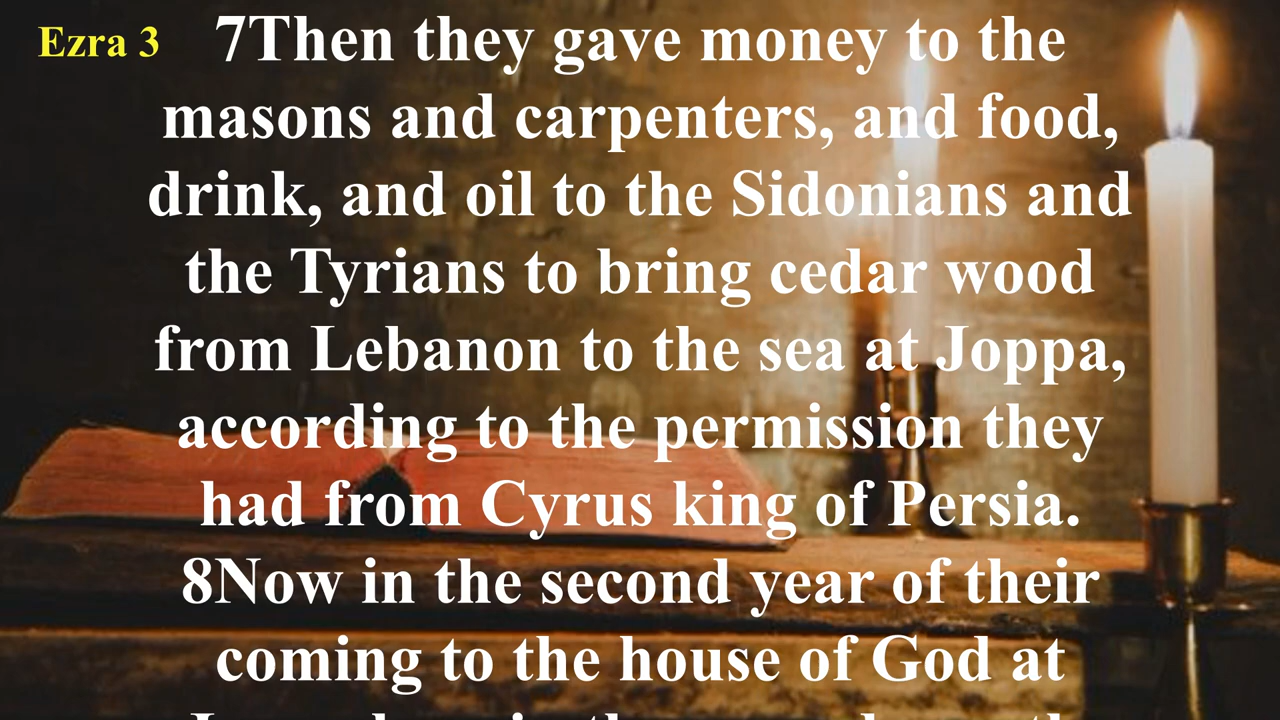 Ezra 3
7Then they gave money to the
masons and carpenters, and food,
drink, and oil to the Sidonians and
the Tyrians to bring cedar wood
from Lebanon to the sea at Joppa,
according to the permission they
had from Cyrus king of Persia.
8Now in the second year of their
coming to the house of God at